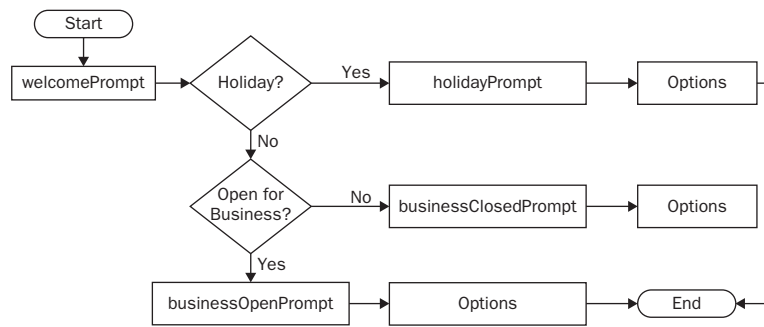 Start
welcomePrompt
Holiday?
Yes
holidayPrompt
Options
No
Open for
Business?
No
businessClosedPrompt
Options
Yes
businessOpenPrompt
Options
End